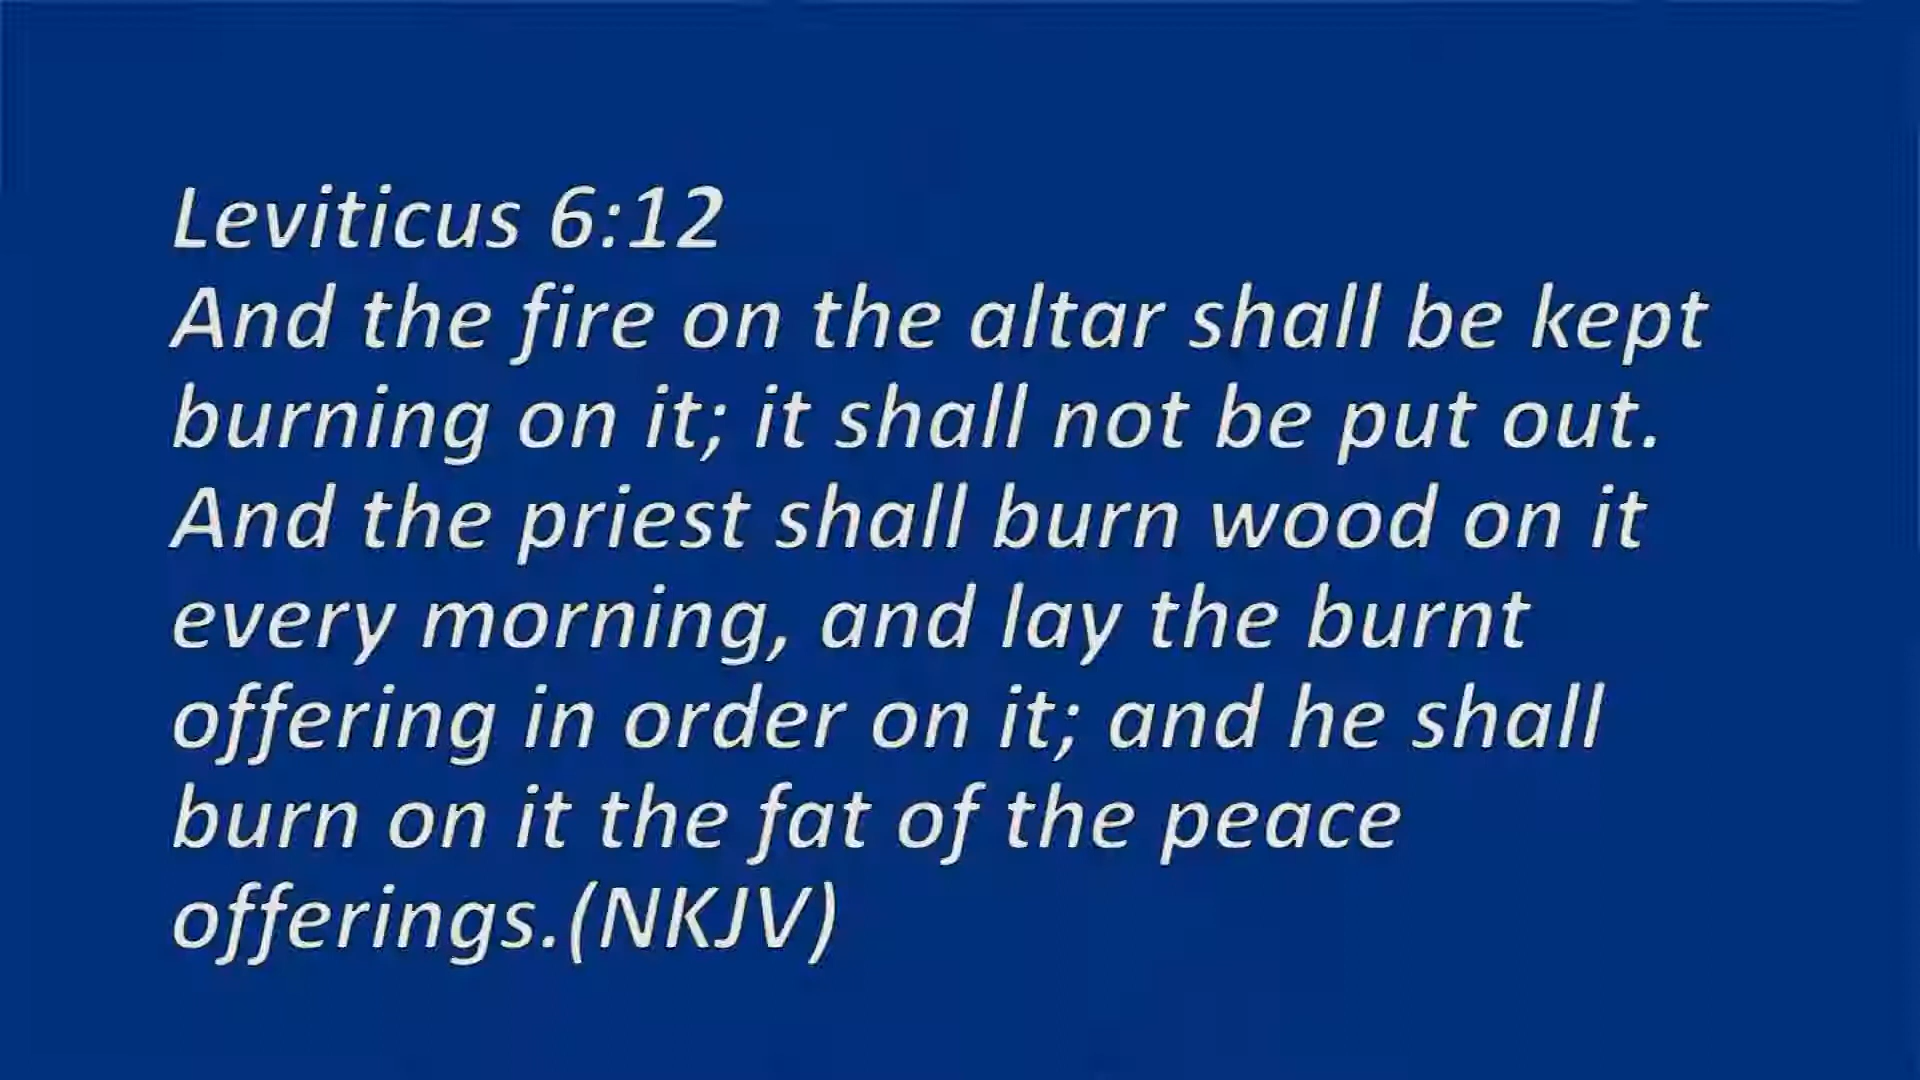 Leviticus 6:12
And the fire on the altar shall be kept
burning on it; it shall not be put out.
And the priest shall burn wood on it
every morning, and lay the burnt
offering in order on it; and he shall
burn on it the fat of the peace
offerings.(NKJV)